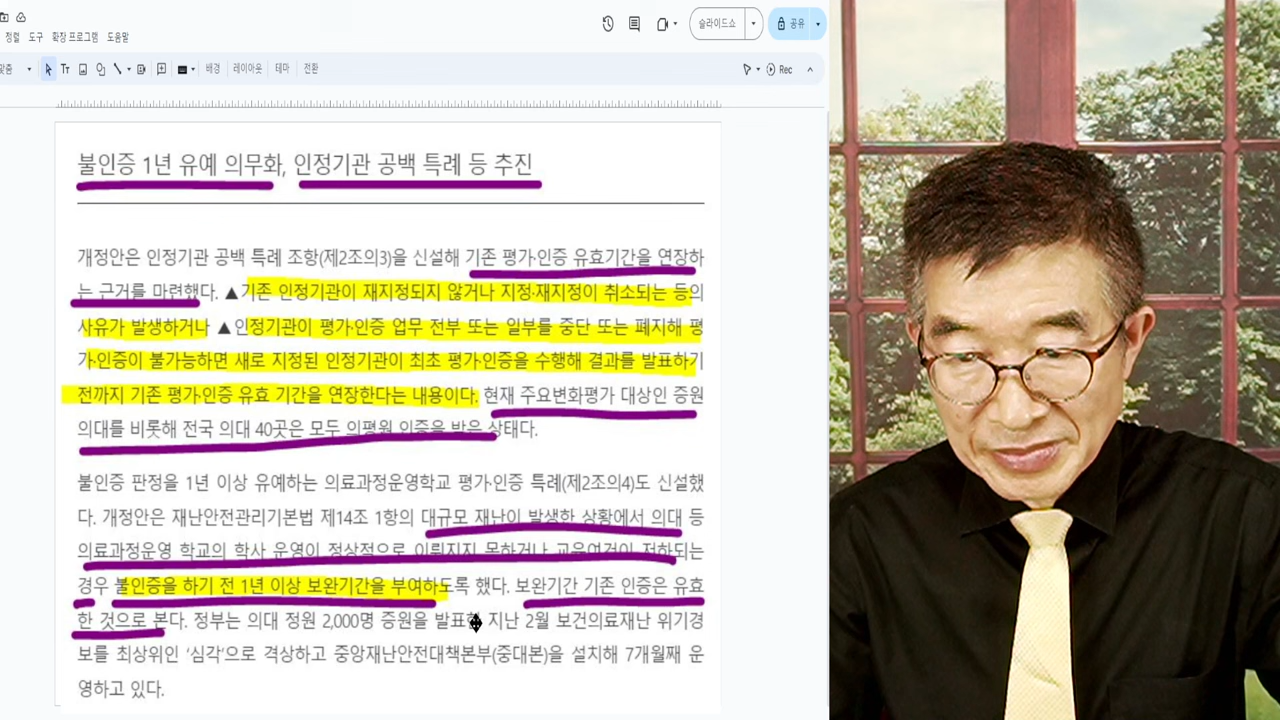 정렬 도구 확장 프로그램 도움말
슬라이드쇼
공유
맞춤
배경 레이아웃 테마 전환
Rec
불인증 1년 유예 의무화, 인정기관 공백 특례 등 추진
개정안은 인정기관 공백 특례 조항(제2조의3)을 신설해 기존 평가·인증 유효기간을 연장하
는 근거를 마련했다. ▲기존 인정기관이 재지정되지 않거나 지정·재지정이 취소되는 등의
사유가 발생하거나 ▲인정기관이 평가·인증 업무 전부 또는 일부를 중단 또는 폐지해 평
가·인증이 불가능하면 새로 지정된 인정기관이 최초 평가·인증을 수행해 결과를 발표하기
전까지 기존 평가·인증 유효 기간을 연장한다는 내용이다. 현재 주요변화평가 대상인 증원
의대를 비롯해 전국 의대 40곳은 모두 의평원 인증을 받은 상태다.
불인증 판정을 1년 이상 유예하는 의료과정운영학교 평가·인증 특례(제2조의4)도 신설했
다. 개정안은 재난안전관리기본법 제14조 1항의 대규모 재난이 발생한 상황에서 의대 등
의료과정운영 학교의 학사 운영이 정상적으로 이뤄지지 못하거나 교육여건이 저하되는
경우 불인증을 하기 전 1년 이상 보완기간을 부여하도록 했다. 보완기간 기존 인증은 유효
한 것으로 본다. 정부는 의대 정원 2,000명 증원을 발표한 지난 2월 보건의료재난 위기경
보를 최상위인 ‘심각’으로 격상하고 중앙재난안전대책본부(중대본)을 설치해 7개월째 운
영하고 있다.